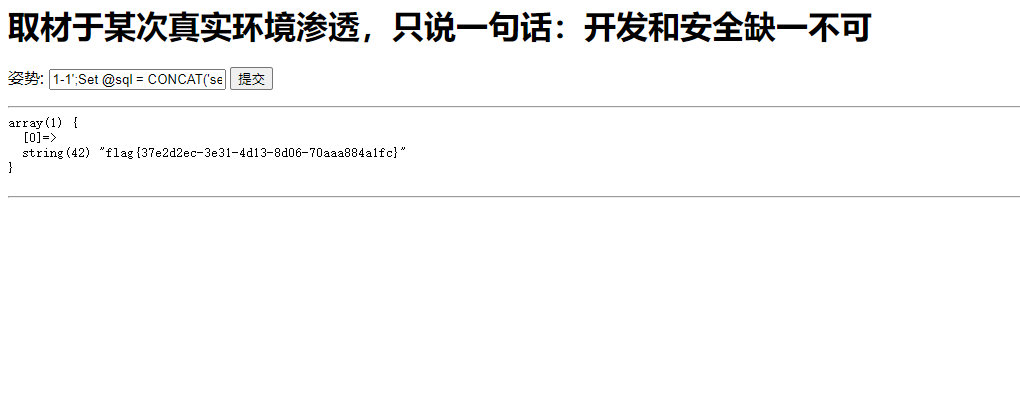 取材于某次真实环境渗透，只说一句话：开发和安全缺一不可
姿势: 1-1';Set @sql = CONCAT('se 提交
array(1) {
[0]=>
string(42) "flag{37e2d2ec-3e31-4d13-8d06-70aaa884a1fc}"
}